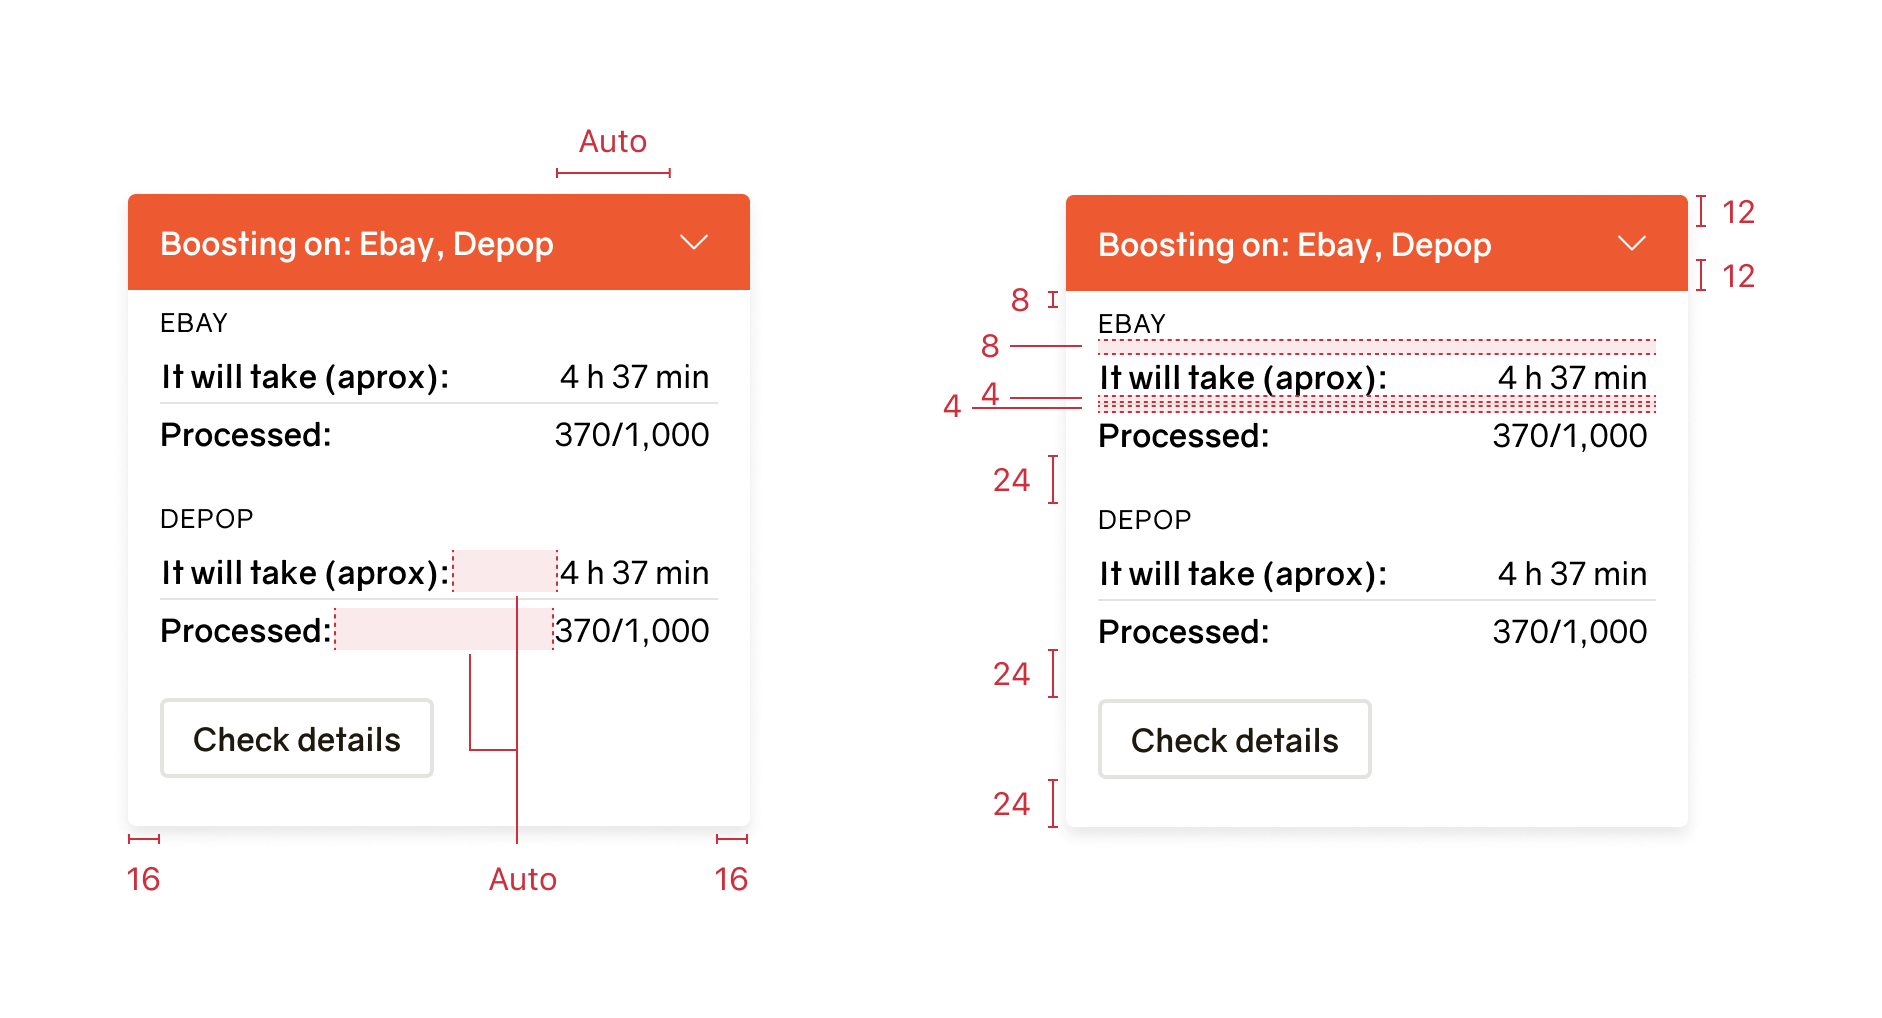 Auto
Boosting on: Ebay, Depop
EBAY
It will take (aprox): 4 h 37 min
Processed: 370/1,000
DEPOP
It will take (aprox): 4 h 37 min
Processed: 370/1,000
Check details
16
Auto
16
Boosting on: Ebay, Depop
12
12
8
EBAY
8
It will take (aprox): 4 h 37 min
4
4
Processed: 370/1,000
24
DEPOP
It will take (aprox): 4 h 37 min
Processed: 370/1,000
24
Check details
24